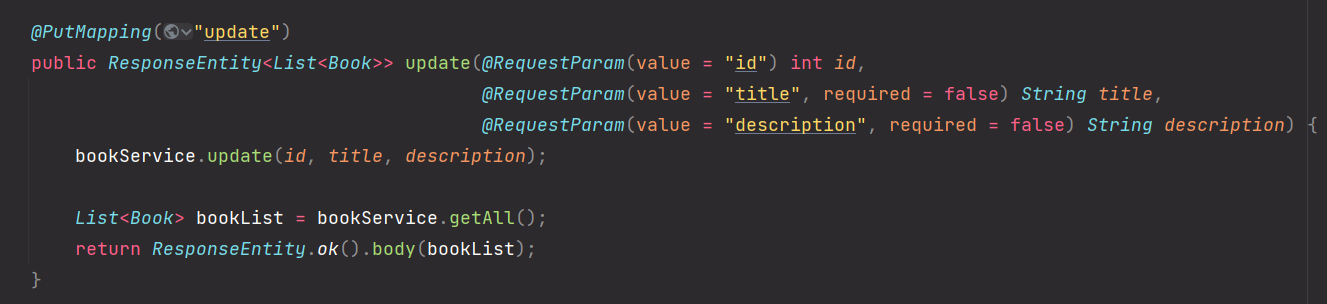 @PutMapping("update")
public ResponseEntity<List<Book>> update(@RequestParam(value = "id") int id,
@RequestParam(value = "title", required = false) String title,
@RequestParam(value = "description", required = false) String description) {
bookService.update(id, title, description);
List<Book> bookList = bookService.getAll();
return ResponseEntity.ok().body(bookList);
}